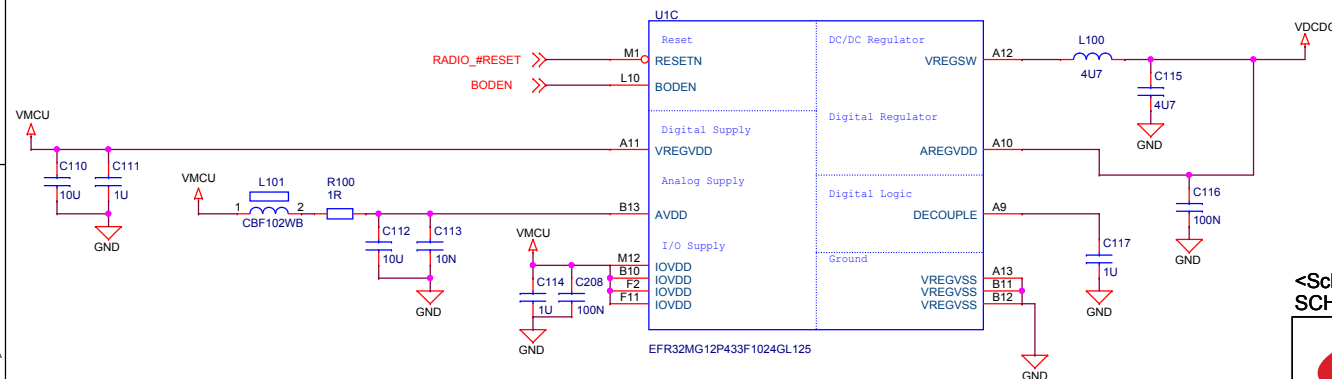 U1C
Reset
DC/DC Regulator
RADIO_#RESET
M1
RESETN
VREGSW
A12
L100
4U7
VDCDC
BODEN
L10
BODEN
C115
4U7
GND
Digital Supply
Digital Regulator
VMCU
A11
VREGVDD
AREGVDD
A10
C110
10U
C111
1U
GND
VMCU
1
L101
2
CBF102WB
R100
1R
Analog Supply
B13
AVDD
Digital Logic
DECOUPLE
A9
C116
100N
GND
C112
10U
C113
10N
GND
C117
1U
GND
VMCU
I/O Supply
Ground
M12
IOVDD
B10
IOVDD
F2
IOVDD
F11
IOVDD
C114
1U
C208
100N
GND
VREGVSS
A13
VREGVSS
B11
VREGVSS
B12
GND
EFR32MG12P433F1024GL125
<Sch
SCH
A